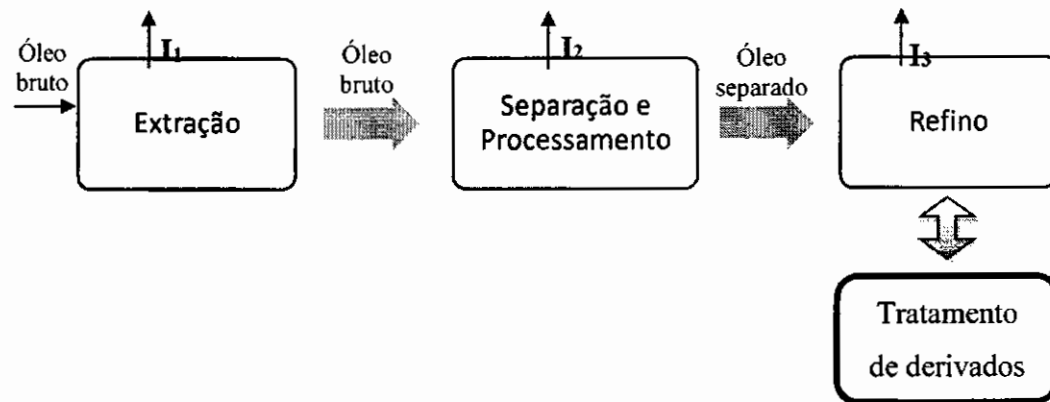 Óleo
bruto
I₁
Extração
Óleo
bruto
I₂
Separação e
Processamento
Óleo
separado
I₃
Refino
Tratamento
de derivados